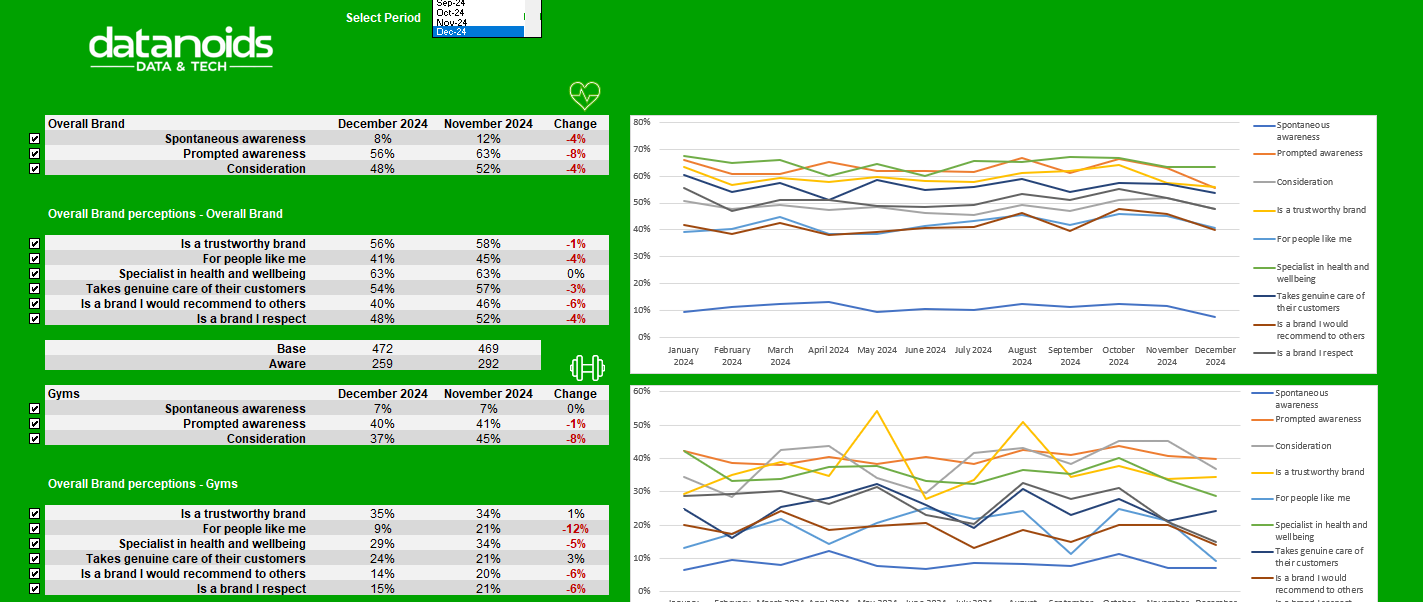 Select Period
Sep-24
Oct-24
Nov-24
Dec-24
datanoids
DATA & TECH
Overall Brand December 2024 November 2024 Change
Spontaneous awareness 8% 12% -4%
Prompted awareness 56% 63% -8%
Consideration 48% 52% -4%
Overall Brand perceptions - Overall Brand
Is a trustworthy brand 56% 58% -1%
For people like me 41% 45% -4%
Specialist in health and wellbeing 63% 63% 0%
Takes genuine care of their customers 54% 57% -3%
Is a brand I would recommend to others 40% 46% -6%
Is a brand I respect 48% 52% -4%
Base 472 469
Aware 259 292
80%
70%
60%
50%
40%
30%
20%
10%
0%
January February March April 2024 May 2024 June 2024 July 2024 August September October November December
2024 2024 2024 2024 2024 2024 2024 2024
Spontaneous
awareness
Prompted awareness
Consideration
Is a trustworthy brand
For people like me
Specialist in health and
wellbeing
Takes genuine care of
their customers
Is a brand I would
recommend to others
Is a brand I respect
Gyms December 2024 November 2024 Change
Spontaneous awareness 7% 7% 0%
Prompted awareness 40% 41% -1%
Consideration 37% 45% -8%
Overall Brand perceptions - Gyms
Is a trustworthy brand 35% 34% 1%
For people like me 9% 21% -12%
Specialist in health and wellbeing 29% 34% -5%
Takes genuine care of their customers 24% 21% 3%
Is a brand I would recommend to others 14% 20% -6%
Is a brand I respect 15% 21% -6%
60%
50%
40%
30%
20%
10%
0%
January February March 2024 April 2024 May 2024 June 2024 July 2024 August September October November December
Spontaneous
awareness
Prompted awareness
Consideration
Is a trustworthy brand
For people like me
Specialist in health and
wellbeing
Takes genuine care of
their customers
Is a brand I would
recommend to others
Is a brand I respect